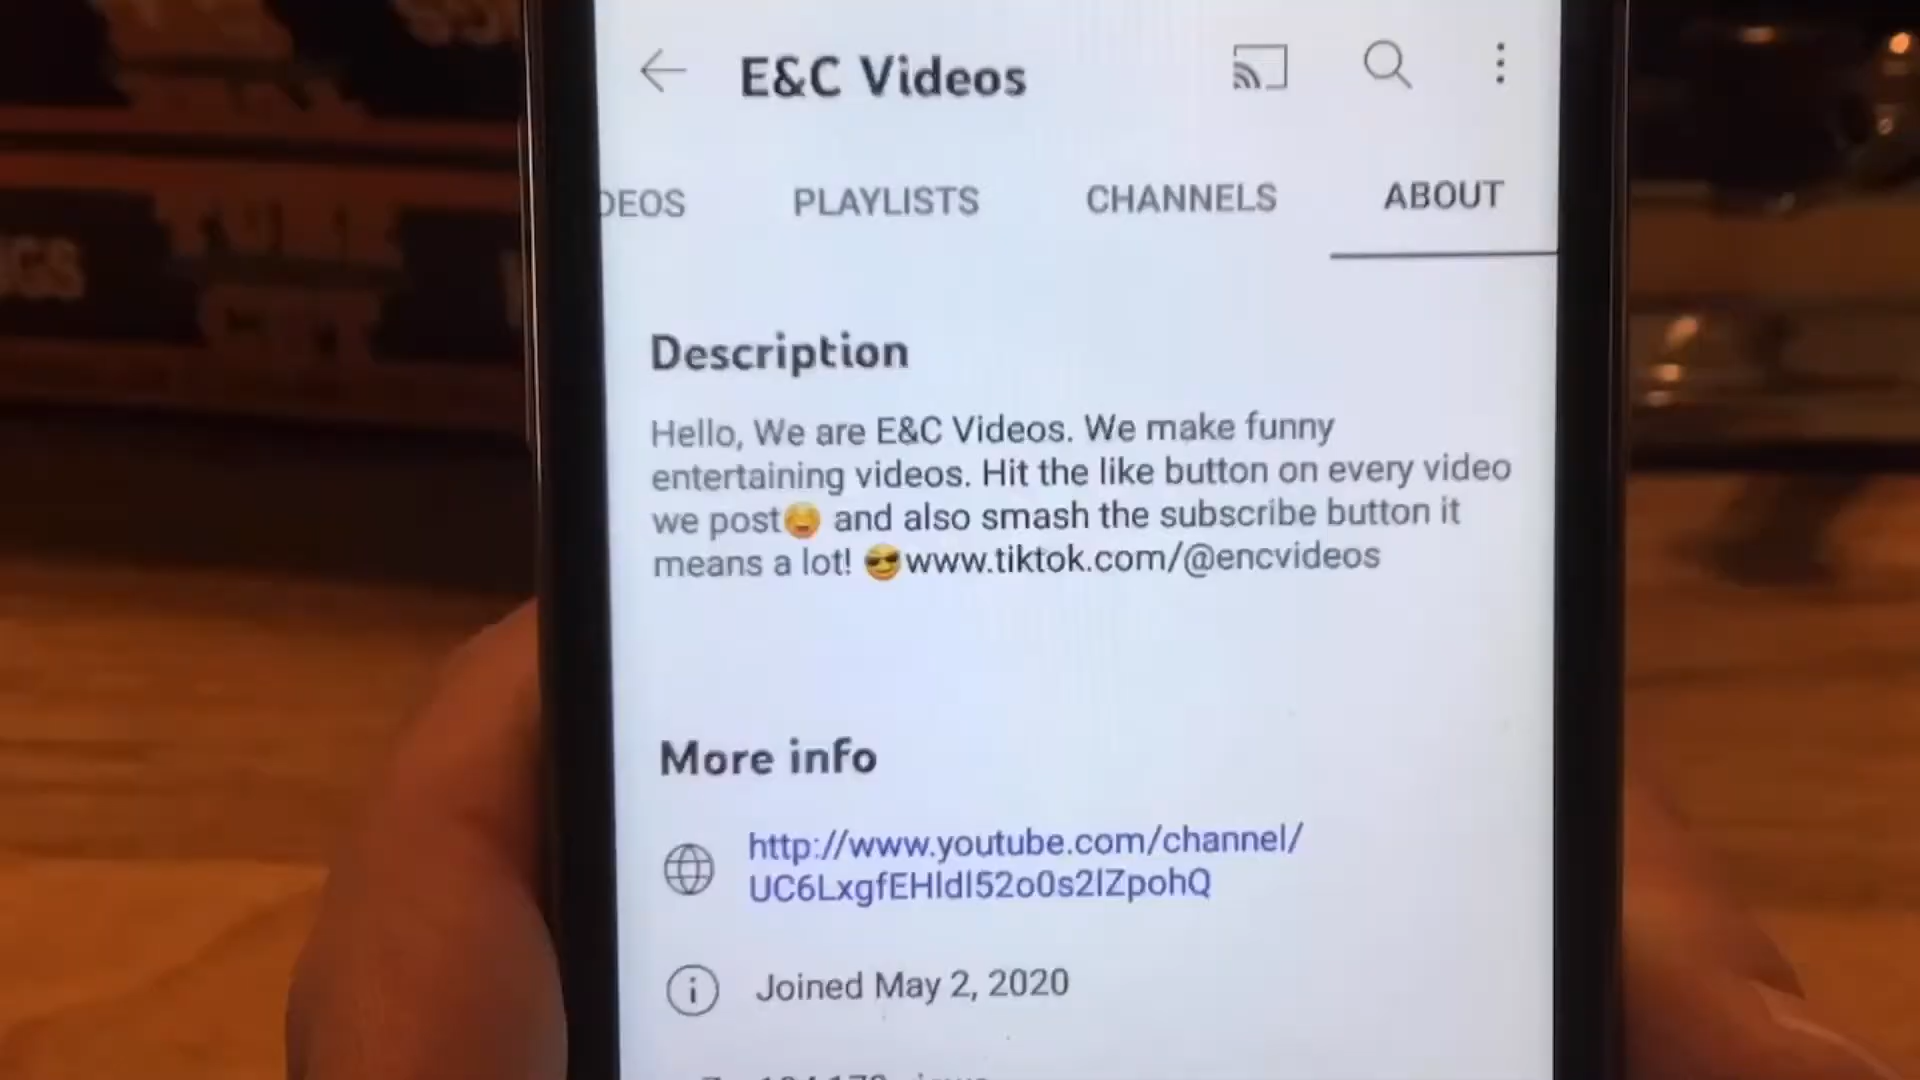 E&C Videos
DEOS PLAYLISTS CHANNELS ABOUT
Description
Hello, We are E&C Videos. We make funny
entertaining videos. Hit the like button on every video
we post😄 and also smash the subscribe button it
means a lot! 😎www.tiktok.com/@encvideos
More info
http://www.youtube.com/channel/
UC6LxgfEHldl52o0s2lZpohQ
Joined May 2, 2020
GS